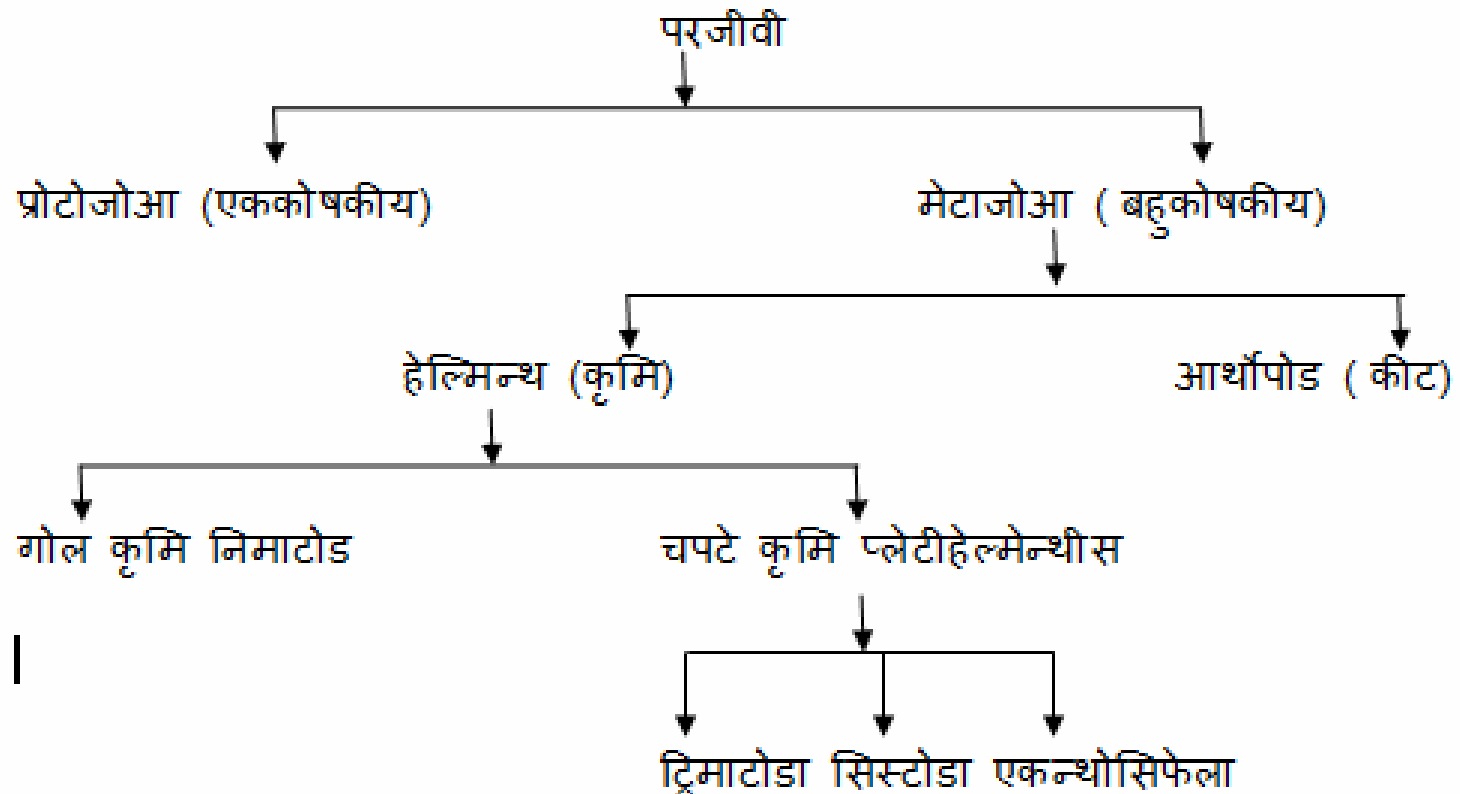 परजीवी
प्रोटोजोआ (एककोषकीय) मेटाजोआ ( बहुकोषकीय)
हेल्मिन्थ (कृमि) आर्थोपोड ( कीट)
गोल कृमि निमाटोड चपटे कृमि प्लेटीहेल्मेन्थीस
ट्रिमाटोडा सिस्टोडा एकन्थोसिफेला